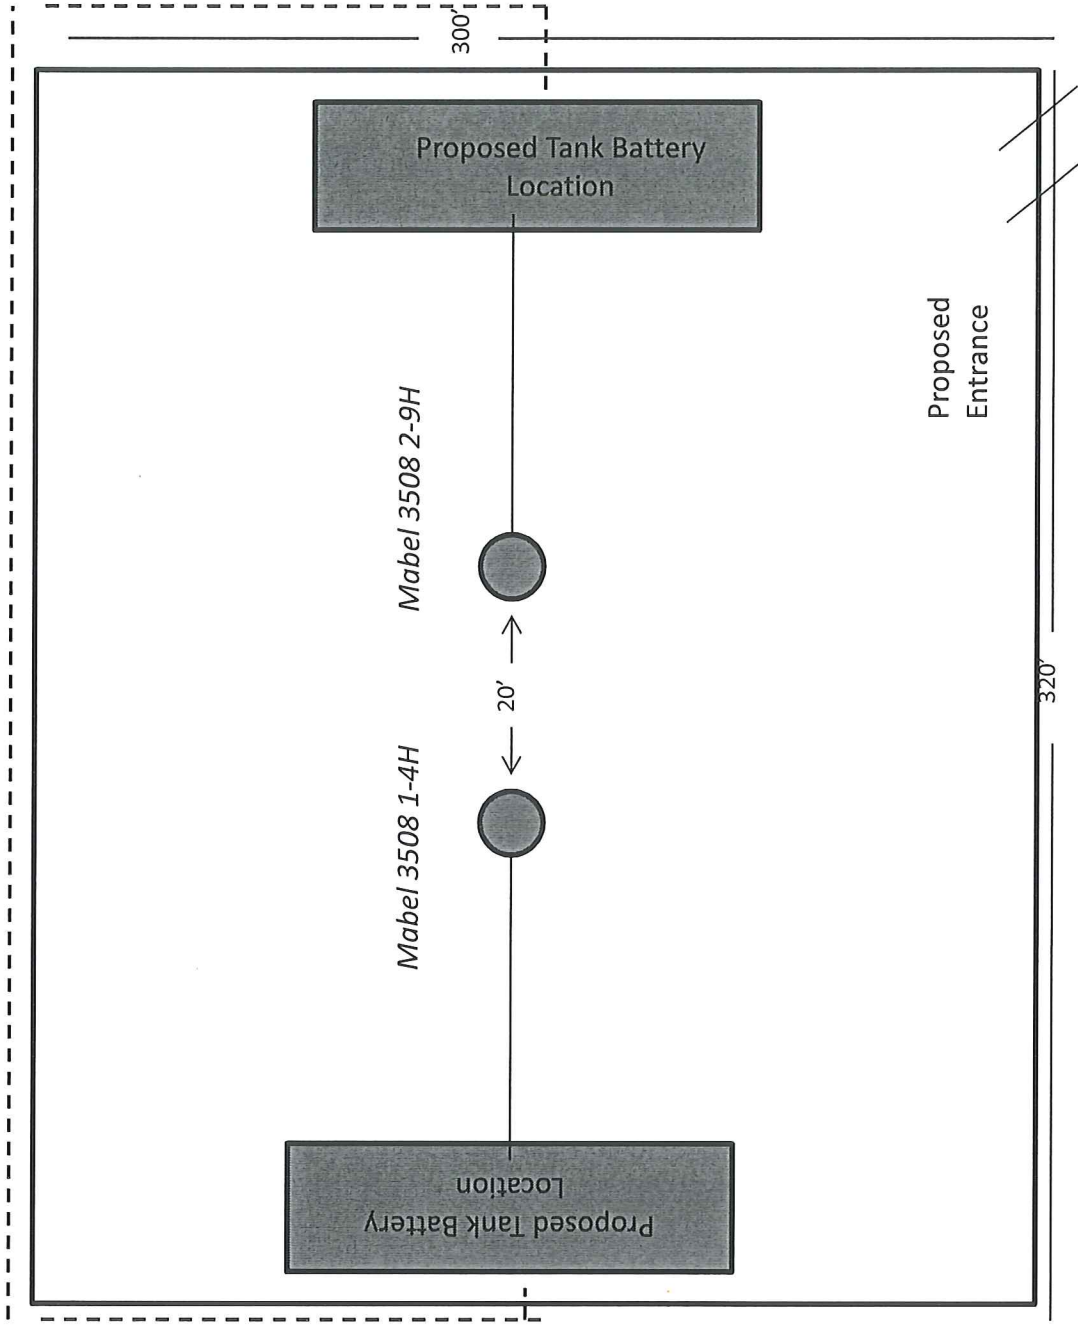 300'
Proposed Tank Battery
Location
Proposed
Entrance
Mabel 3508 2-9H
20'
320'
Mabel 3508 1-4H
Proposed Tank Battery
Location